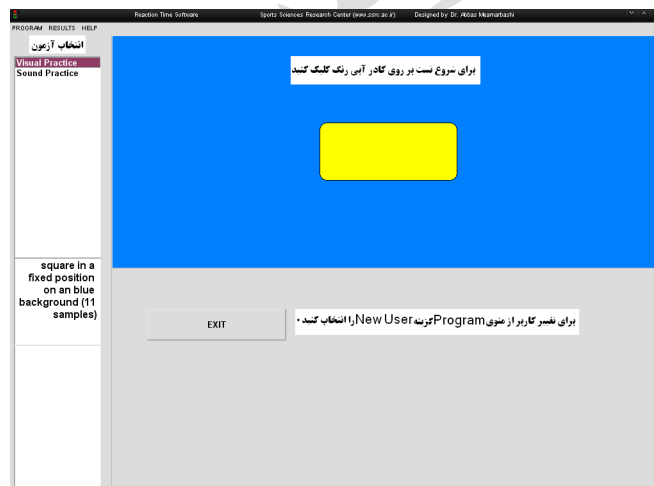 Reaction Time Software Sports Sciences Research Center (www.ssrc.ac.ir) Designed by Dr. Abbas Meamarbashi
PROGRAM RESULTS HELP
انتخاب آزمون
Visual Practice
Sound Practice
برای شروع تست بر روی کادر آبی رنگ کلیک کنید
square in a
fixed position
on an blue
background (11
samples)
EXIT
برای تغییر کاربر از منوی Program گزینه New User را انتخاب کنید.